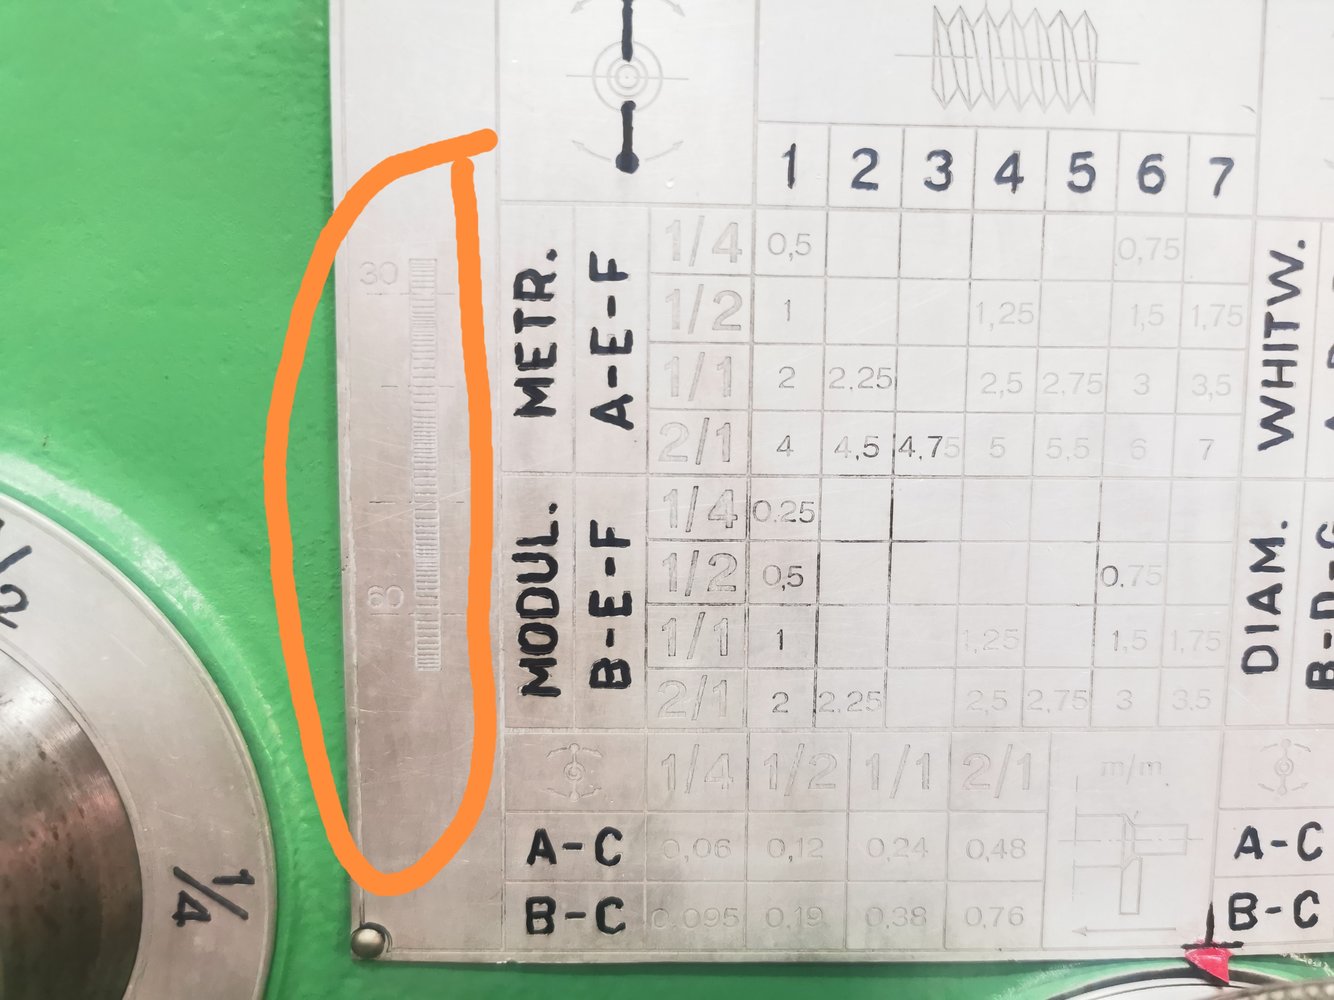 1 2 3 4 5 6 7
30
60
METR.
A-E-F
1/4 0,5 0,75
1/2 1 1,25 1,5 1,75
1/1 2 2,25 2,5 2,75 3 3,5
2/1 4 4,5 4,75 5 5,5 6 7
MODUL.
B-E-F
1/4 0,25
1/2 0,5 0,75
1/1 1 1,25 1,5 1,75
2/1 2 2,25 2,5 2,75 3 3,5
1/4 1/2 1/1 2/1 m/m
A-C 0,06 0,12 0,24 0,48
B-C 0,095 0,19 0,38 0,76
WHITW.
DIAM.
A-C
B-C
1/2
1/4